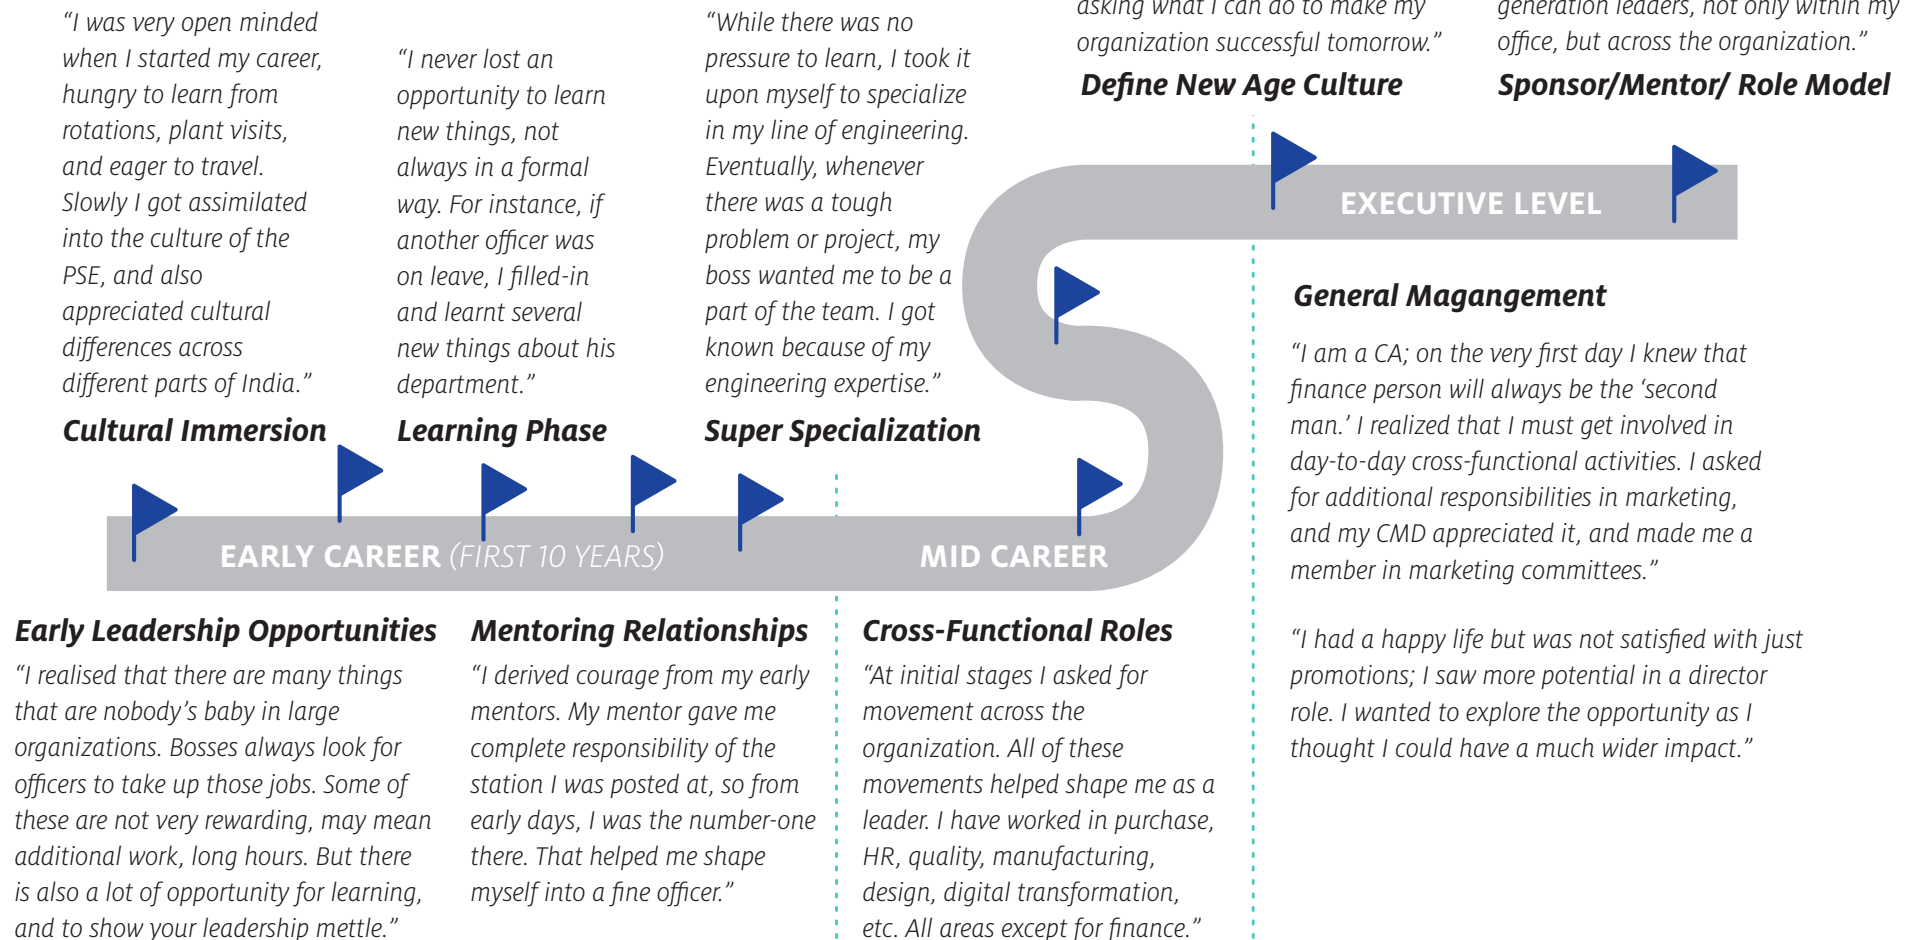 “I was very open minded
when I started my career,
hungry to learn from
rotations, plant visits,
and eager to travel.
Slowly I got assimilated
into the culture of the
PSE, and also
appreciated cultural
differences across
different parts of India.”
Cultural Immersion
“I never lost an
opportunity to learn
new things, not
always in a formal
way. For instance, if
another officer was
on leave, I filled-in
and learnt several
new things about his
department.”
Learning Phase
“While there was no
pressure to learn, I took it
upon myself to specialize
in my line of engineering.
Eventually, whenever
there was a tough
problem or project, my
boss wanted me to be a
part of the team. I got
known because of my
engineering expertise.”
Super Specialization
asking what I can do to make my
organization successful tomorrow.”
Define New Age Culture
generation leaders, not only within my
office, but across the organization.”
Sponsor/Mentor/ Role Model
EXECUTIVE LEVEL
EARLY CAREER (FIRST 10 YEARS)
MID CAREER
Early Leadership Opportunities
“I realised that there are many things
that are nobody’s baby in large
organizations. Bosses always look for
officers to take up those jobs. Some of
these are not very rewarding, may mean
additional work, long hours. But there
is also a lot of opportunity for learning,
and to show your leadership mettle.”
Mentoring Relationships
“I derived courage from my early
mentors. My mentor gave me
complete responsibility of the
station I was posted at, so from
early days, I was the number-one
there. That helped me shape
myself into a fine officer.”
Cross-Functional Roles
“At initial stages I asked for
movement across the
organization. All of these
movements helped shape me as a
leader. I have worked in purchase,
HR, quality, manufacturing,
design, digital transformation,
etc. All areas except for finance.”
General Magangement
“I am a CA; on the very first day I knew that
finance person will always be the ‘second
man.’ I realized that I must get involved in
day-to-day cross-functional activities. I asked
for additional responsibilities in marketing,
and my CMD appreciated it, and made me a
member in marketing committees.”
“I had a happy life but was not satisfied with just
promotions; I saw more potential in a director
role. I wanted to explore the opportunity as I
thought I could have a much wider impact.”